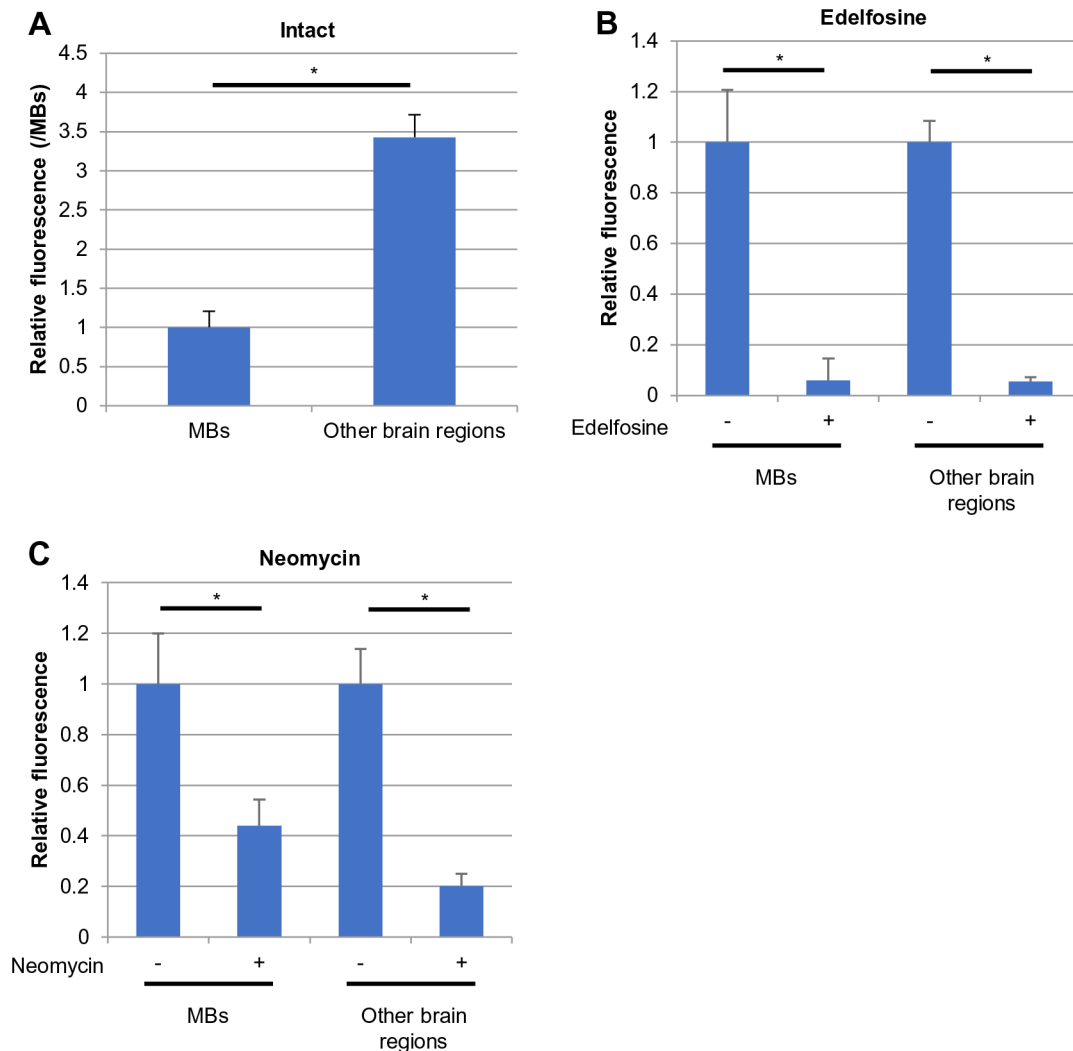 A
Intact
Relative fluorescence (/MBs)
4.5
4
3.5
3
2.5
2
1.5
1
0.5
0
*
MBs
Other brain regions
B
Edelfosine
Relative fluorescence
1.4
1.2
1
0.8
0.6
0.4
0.2
0
*
*
Edelfosine - + - +
MBs
Other brain
regions
C
Neomycin
Relative fluorescence
1.4
1.2
1
0.8
0.6
0.4
0.2
0
*
*
Neomycin - + - +
MBs
Other brain
regions